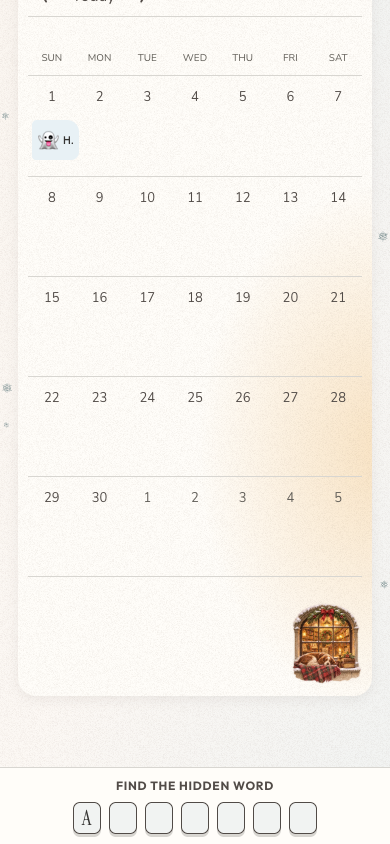 SUN MON TUE WED THU FRI SAT
1 2 3 4 5 6 7
H.
8 9 10 11 12 13 14
15 16 17 18 19 20 21
22 23 24 25 26 27 28
29 30 1 2 3 4 5
FIND THE HIDDEN WORD
A